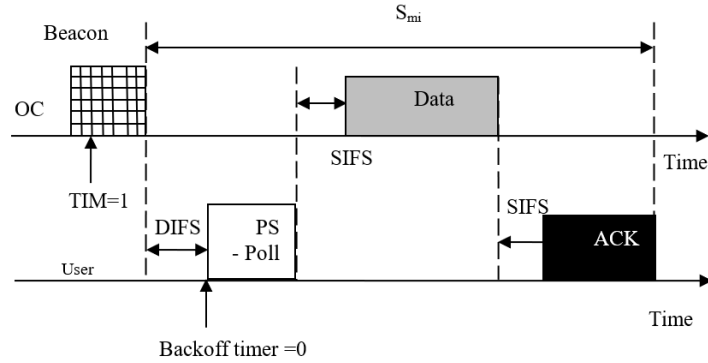 Beacon
S_mi
OC
Data
SIFS
Time
TIM=1
DIFS
PS
- Poll
SIFS
ACK
User
Time
Backoff timer =0